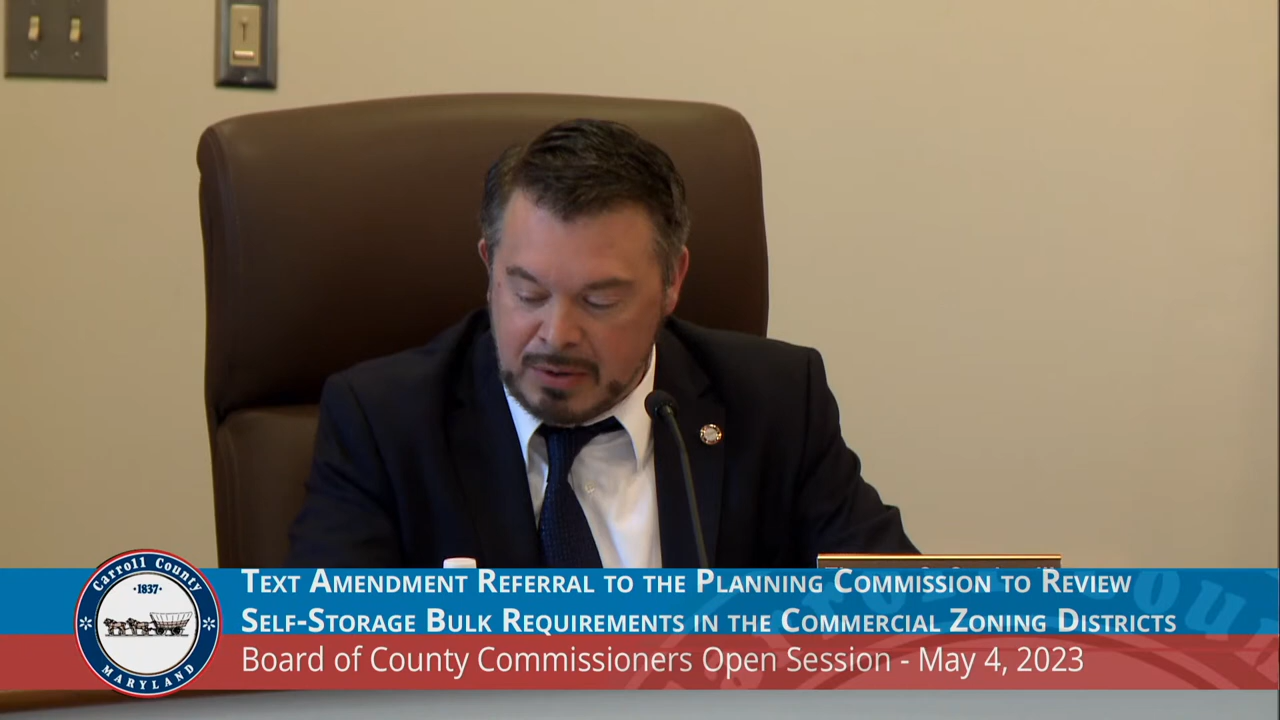 Text Amendment Referral to the Planning Commission to Review
Self-Storage Bulk Requirements in the Commercial Zoning Districts
Board of County Commissioners Open Session - May 4, 2023
Carroll County
·1837·
MARYLAND